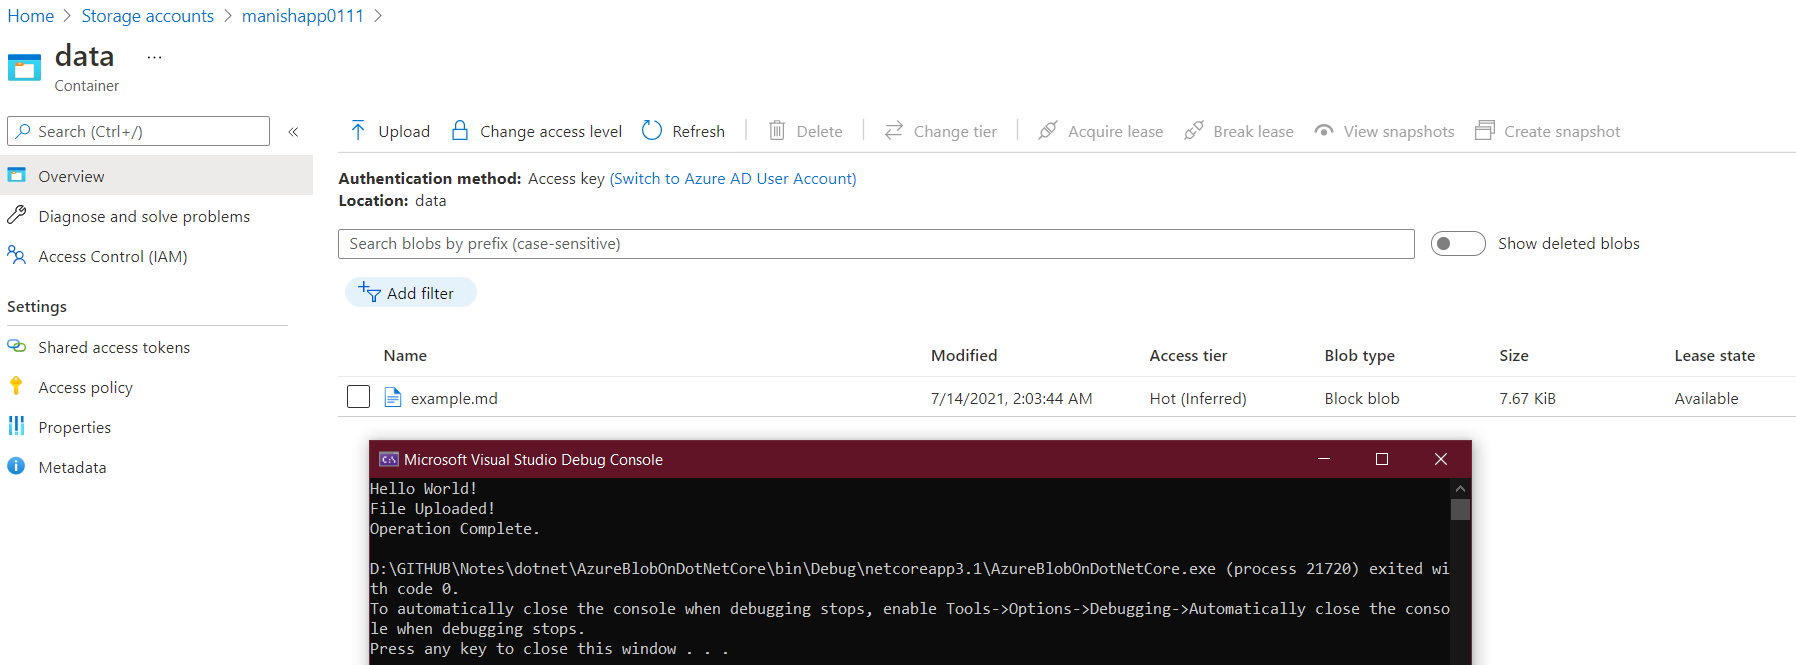 Home > Storage accounts > manishapp0111 >
data ...
Container
Search (Ctrl+/) «
Upload Change access level Refresh Delete Change tier Acquire lease Break lease View snapshots Create snapshot
Overview
Diagnose and solve problems
Access Control (IAM)
Settings
Shared access tokens
Access policy
Properties
Metadata
Authentication method: Access key (Switch to Azure AD User Account)
Location: data
Search blobs by prefix (case-sensitive) Show deleted blobs
Add filter
Name Modified Access tier Blob type Size Lease state
example.md 7/14/2021, 2:03:44 AM Hot (Inferred) Block blob 7.67 KiB Available
C:\ Microsoft Visual Studio Debug Console
Hello World!
File Uploaded!
Operation Complete.
D:\GITHUB\Notes\dotnet\AzureBlobOnDotNetCore\bin\Debug\netcoreapp3.1\AzureBlobOnDotNetCore.exe (process 21720) exited wi
th code 0.
To automatically close the console when debugging stops, enable Tools->Options->Debugging->Automatically close the conso
le when debugging stops.
Press any key to close this window . . .